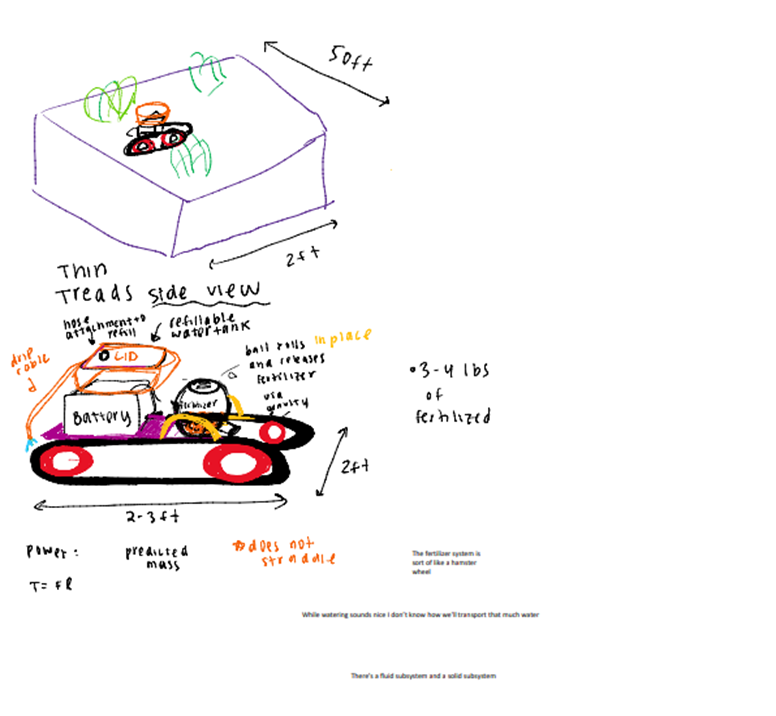 50ft
2ft
Thin
Treads side view
hose
attachment to
refill
refillable
water tank
LID
drip
ball rolls in place
and releases
fertilizer
use
gravity
Battery
fertilizer
•3-4 lbs
of
fertilized
2ft
2-3ft
Power:
predicted
mass
does not
straddle
T= FR
The fertilizer system is
sort of like a hamster
wheel
While watering sounds nice I don't know how we'll transport that much water
There's a fluid subsystem and a solid subsystem